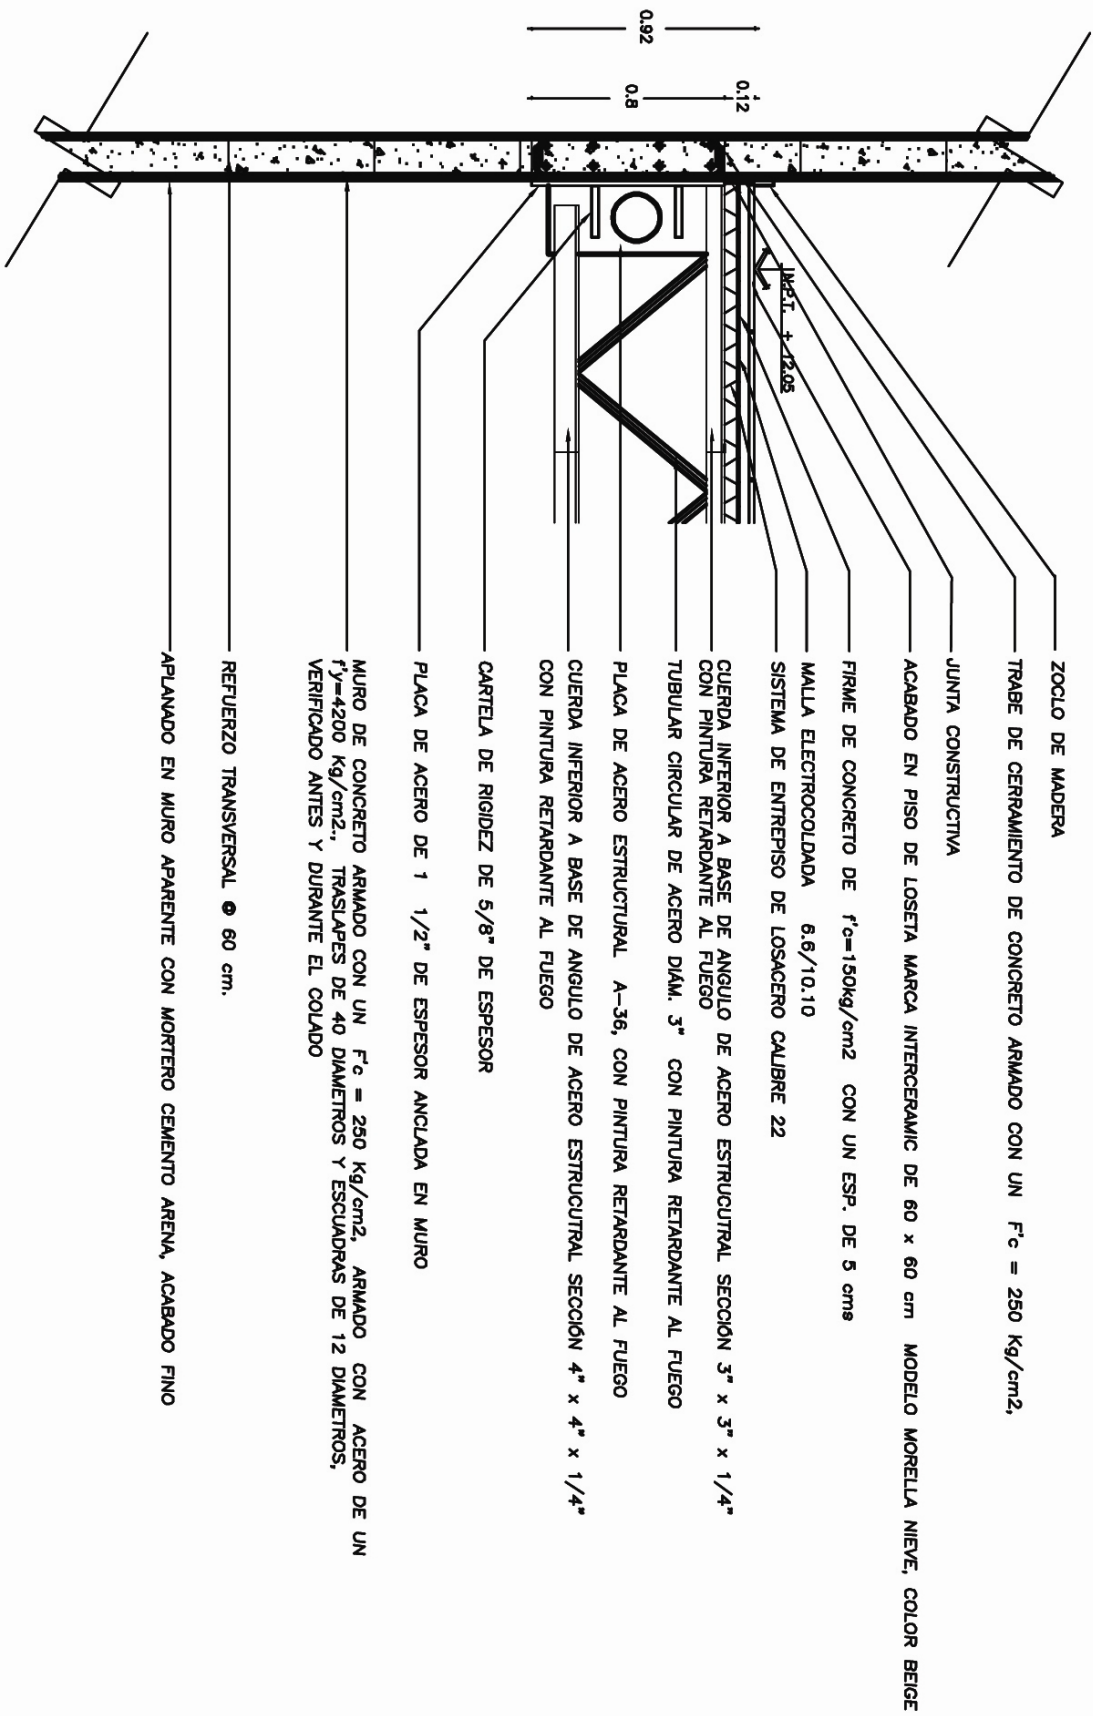 ZOCLO DE MADERA
TRABE DE CERRAMIENTO DE CONCRETO ARMADO CON UN F'c = 250 Kg/cm2,
JUNTA CONSTRUCTIVA
ACABADO EN PISO DE LOSETA MARCA INTERCERAMIC DE 60 x 60 cm MODELO MORELLA NIEVE, COLOR BEIGE
FIRME DE CONCRETO DE f'c=150kg/cm2 CON UN ESP. DE 5 cms
MALLA ELECTROCOLDADA 6.6/10.10
SISTEMA DE ENTREPISO DE LOSACERO CALIBRE 22
CUERDA INFERIOR A BASE DE ANGULO DE ACERO ESTRUCUTRAL SECCIÓN 3" x 3" x 1/4"
CON PINTURA RETARDANTE AL FUEGO
TUBULAR CIRCULAR DE ACERO DIÁM. 3" CON PINTURA RETARDANTE AL FUEGO
PLACA DE ACERO ESTRUCTURAL A-36, CON PINTURA RETARDANTE AL FUEGO
CUERDA INFERIOR A BASE DE ANGULO DE ACERO ESTRUCUTRAL SECCIÓN 4" x 4" x 1/4"
CON PINTURA RETARDANTE AL FUEGO
CARTELA DE RIGIDEZ DE 5/8" DE ESPESOR
PLACA DE ACERO DE 1 1/2" DE ESPESOR ANCLADA EN MURO
MURO DE CONCRETO ARMADO CON UN F'c = 250 Kg/cm2, ARMADO CON ACERO DE UN
f'y=4200 Kg/cm2., TRASLAPES DE 40 DIAMETROS Y ESCUADRAS DE 12 DIAMETROS,
VERIFICADO ANTES Y DURANTE EL COLADO
REFUERZO TRANSVERSAL @ 60 cm.
APLANADO EN MURO APARENTE CON MORTERO CEMENTO ARENA, ACABADO FINO
N.P.T. + 12.05
0.12
0.8
0.92